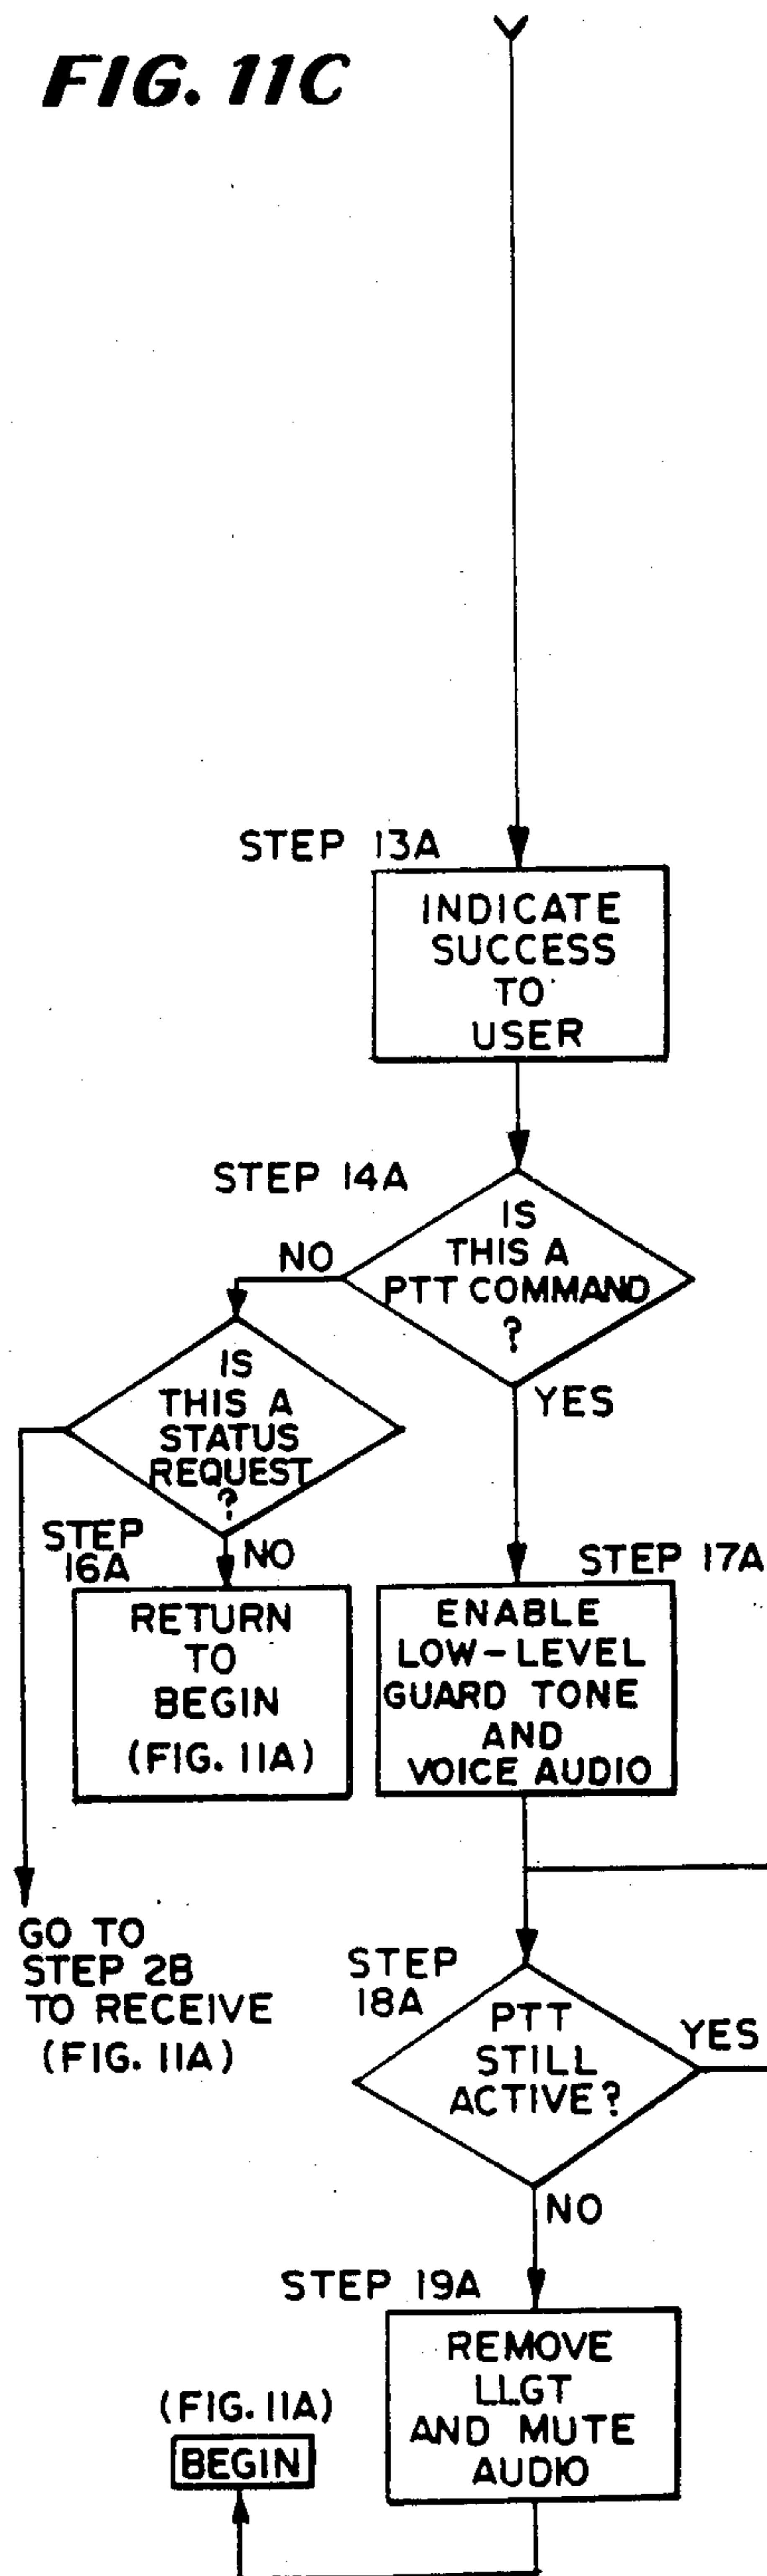 FIG. 11C
STEP 13A
INDICATE
SUCCESS
TO
USER
STEP 14A
IS
THIS A
PTT COMMAND
?
NO
YES
IS
THIS A
STATUS
REQUEST
?
STEP
16A
NO
RETURN
TO
BEGIN
(FIG. 11A)
STEP 17A
ENABLE
LOW-LEVEL
GUARD TONE
AND
VOICE AUDIO
GO TO
STEP 2B
TO RECEIVE
(FIG. 11A)
STEP
18A
PTT
STILL
ACTIVE?
YES
NO
STEP 19A
REMOVE
LLGT
AND MUTE
AUDIO
(FIG. 11A)
BEGIN